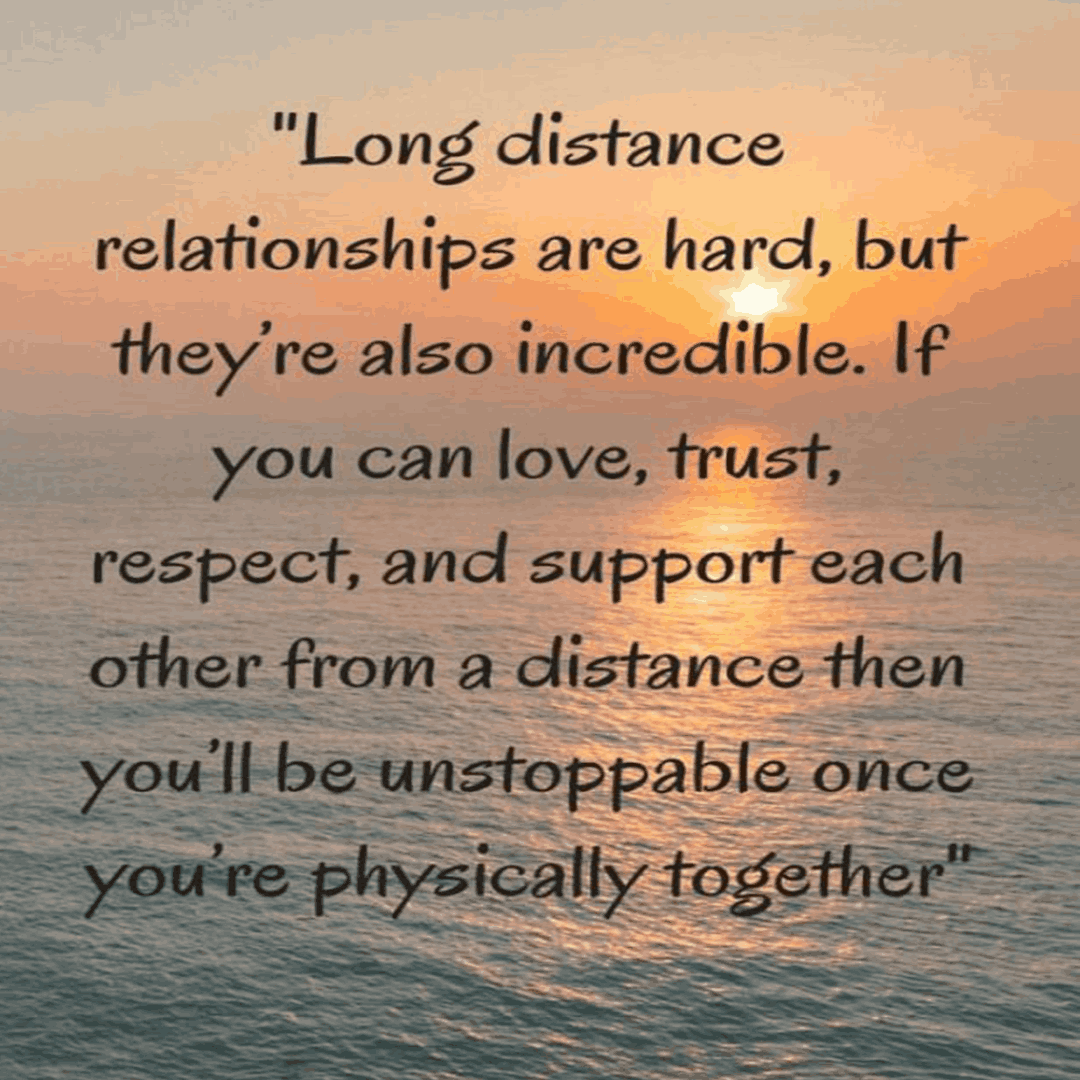 "Long distance
relationships are hard, but
they're also incredible. If
you can love, trust,
respect, and support each
other from a distance then
you'll be unstoppable once
you're physically together"